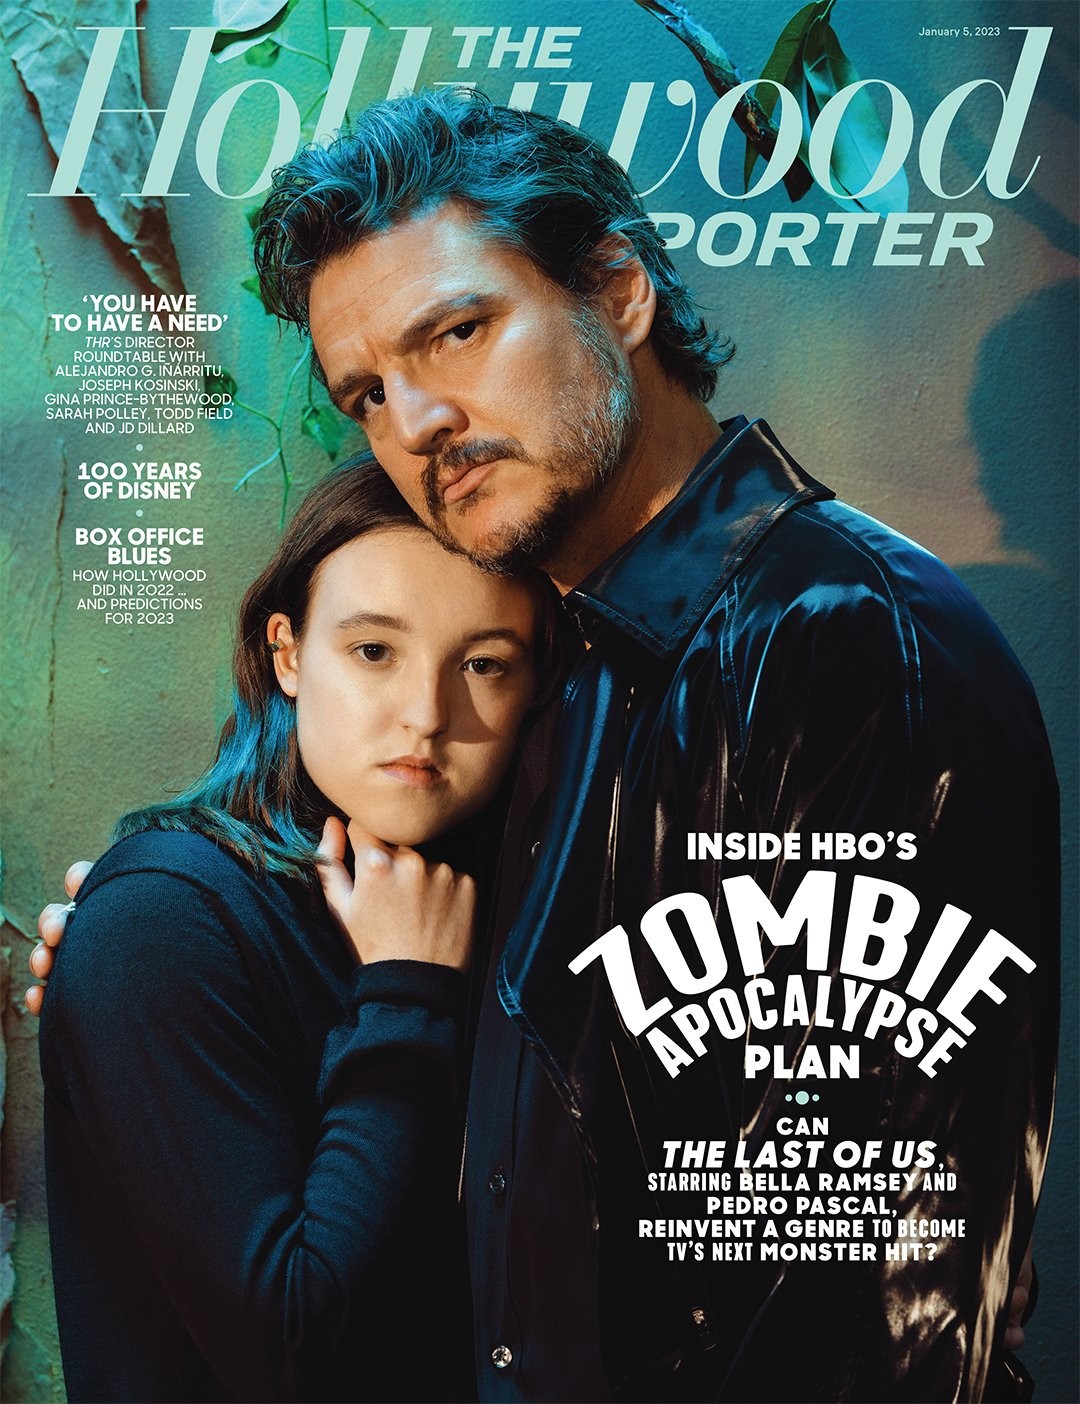 THE
Hollywood
PORTER
January 5, 2023
‘YOU HAVE
TO HAVE A NEED’
THR’S DIRECTOR
ROUNDTABLE WITH
ALEJANDRO G. IÑÁRRITU,
JOSEPH KOSINSKI,
GINA PRINCE-BYTHEWOOD,
SARAH POLLEY, TODD FIELD
AND JD DILLARD
100 YEARS
OF DISNEY
BOX OFFICE
BLUES
HOW HOLLYWOOD
DID IN 2022 ...
AND PREDICTIONS
FOR 2023
INSIDE HBO’S
ZOMBIE
APOCALYPSE
PLAN
CAN
THE LAST OF US,
STARRING BELLA RAMSEY AND
PEDRO PASCAL,
REINVENT A GENRE TO BECOME
TV’S NEXT MONSTER HIT?